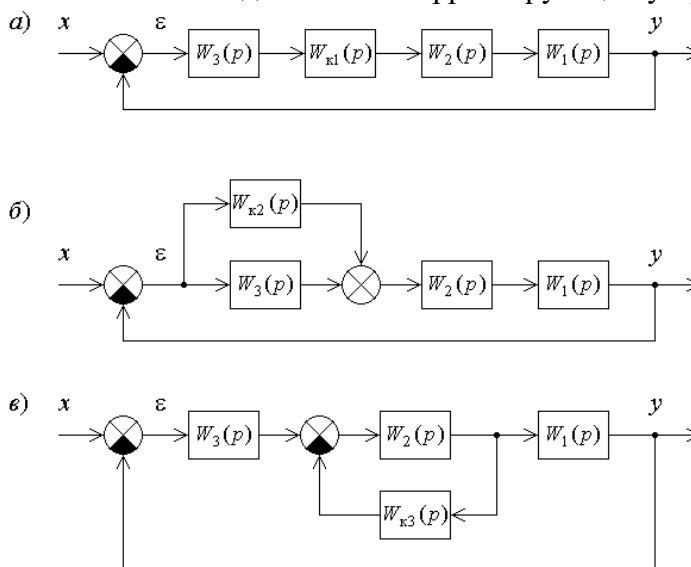 а) x ε W₃(p) Wк1(p) W₂(p) W₁(p) y
б) x ε Wк2(p) W₃(p) W₂(p) W₁(p) y
в) x ε W₃(p) W₂(p) Wк3(p) W₁(p) y